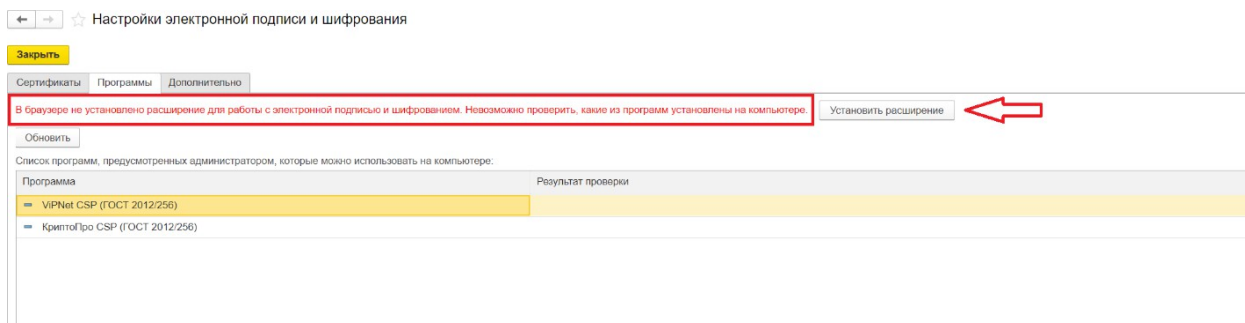 Настройки электронной подписи и шифрования
Закрыть
Сертификаты Программы Дополнительно
В браузере не установлено расширение для работы с электронной подписью и шифрованием. Невозможно проверить, какие из программ установлены на компьютере. Установить расширение
Обновить
Список программ, предусмотренных администратором, которые можно использовать на компьютере:
Программа Результат проверки
ViPNet CSP (ГОСТ 2012/256)
КриптоПро CSP (ГОСТ 2012/256)